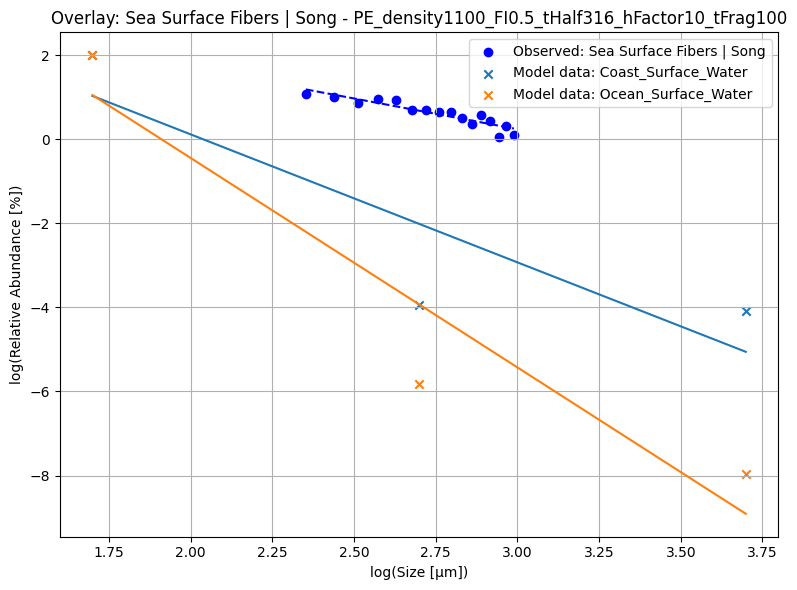 Overlay: Sea Surface Fibers | Song - PE_density1100_FI0.5_tHalf316_hFactor10_tFrag100
Observed: Sea Surface Fibers | Song
Model data: Coast_Surface_Water
Model data: Ocean_Surface_Water
log(Relative Abundance [%])
2
0
−2
−4
−6
−8
1.75 2.00 2.25 2.50 2.75 3.00 3.25 3.50 3.75
log(Size [μm])